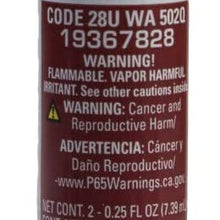 CODE 28U WA 502Q
19367828
WARNING!
FLAMMABLE. VAPOR HARMFUL
IRRITANT. See other cautions inside
WARNING: Cancer and
Reproductive Harm/
ADVERTENCIA: Cáncer y
Daño Reproductivo/
www.P65Warnings.ca.gov
CONT. 2 - 0.25 FL OZ (7.39 mL